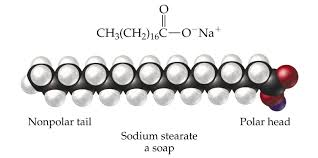 O
CH₃(CH₂)₁₆C—O⁻Na⁺
Nonpolar tail
Polar head
Sodium stearate
a soap